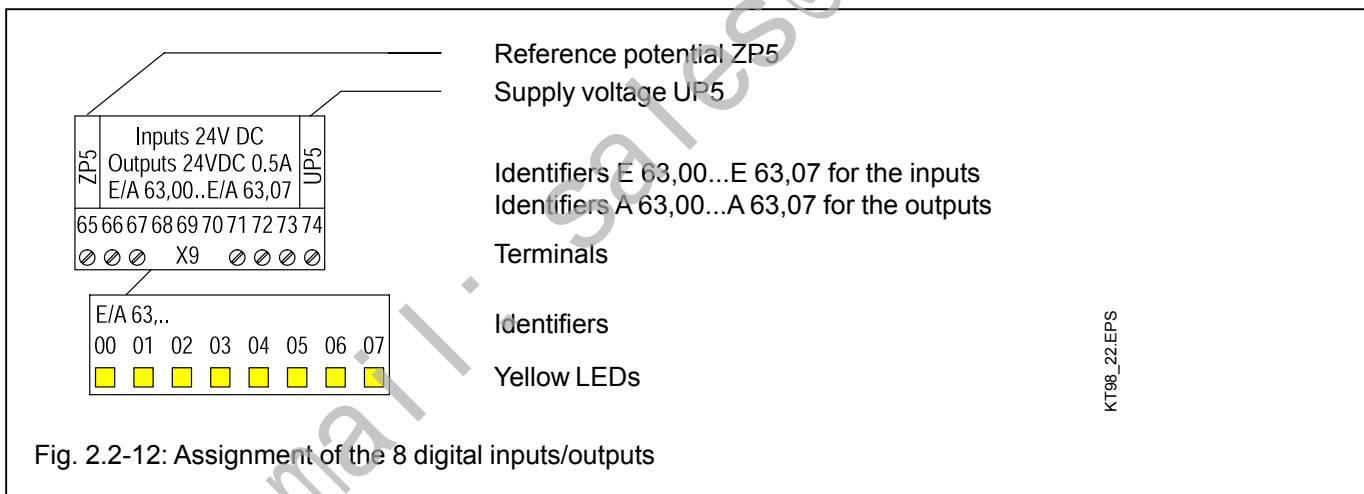 Reference potential ZP5
Supply voltage UP5
ZP5
Inputs 24V DC
Outputs 24VDC 0.5A
E/A 63,00..E/A 63,07
UP5
Identifiers E 63,00...E 63,07 for the inputs
Identifiers A 63,00...A 63,07 for the outputs
65 66 67 68 69 70 71 72 73 74
X9
Terminals
E/A 63,..
Identifiers
00 01 02 03 04 05 06 07
Yellow LEDs
KT98_22.EPS
Fig. 2.2-12: Assignment of the 8 digital inputs/outputs
mail: sales@